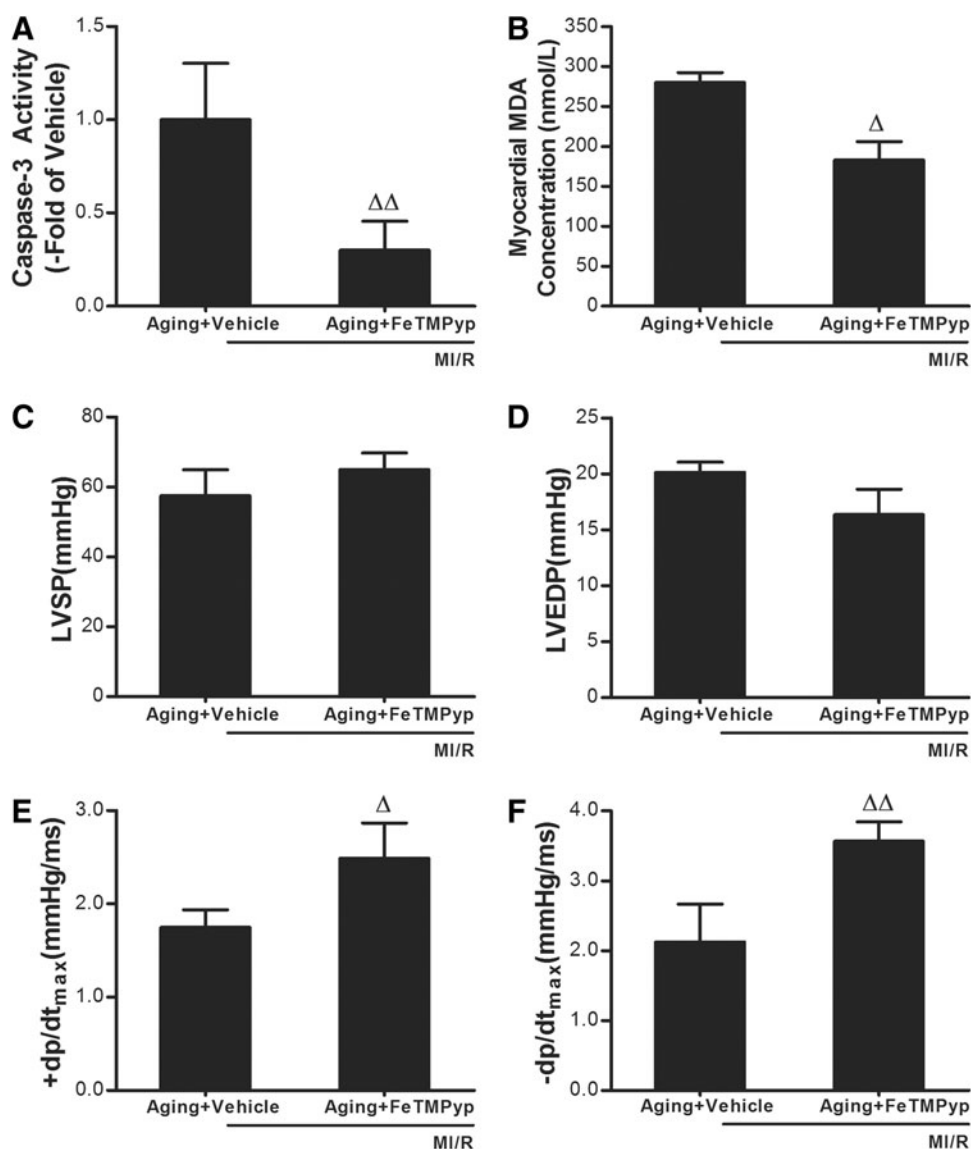 A
Caspase-3 Activity
(-Fold of Vehicle)
1.5
1.0
0.5
0.0
ΔΔ
Aging+Vehicle Aging+FeTMPyp
MI/R
B
Myocardial MDA
Concentration (nmol/L)
350
300
250
200
150
100
50
0
Δ
Aging+Vehicle Aging+FeTMPyp
MI/R
C
LVSP(mmHg)
80
60
40
20
0
Aging+Vehicle Aging+FeTMPyp
MI/R
D
LVEDP(mmHg)
25
20
15
10
5
0
Aging+Vehicle Aging+FeTMPyp
MI/R
E
+dp/dtmax(mmHg/ms)
3.0
2.0
1.0
0.0
Δ
Aging+Vehicle Aging+FeTMPyp
MI/R
F
-dp/dtmax(mmHg/ms)
4.0
3.0
2.0
1.0
0.0
ΔΔ
Aging+Vehicle Aging+FeTMPyp
MI/R